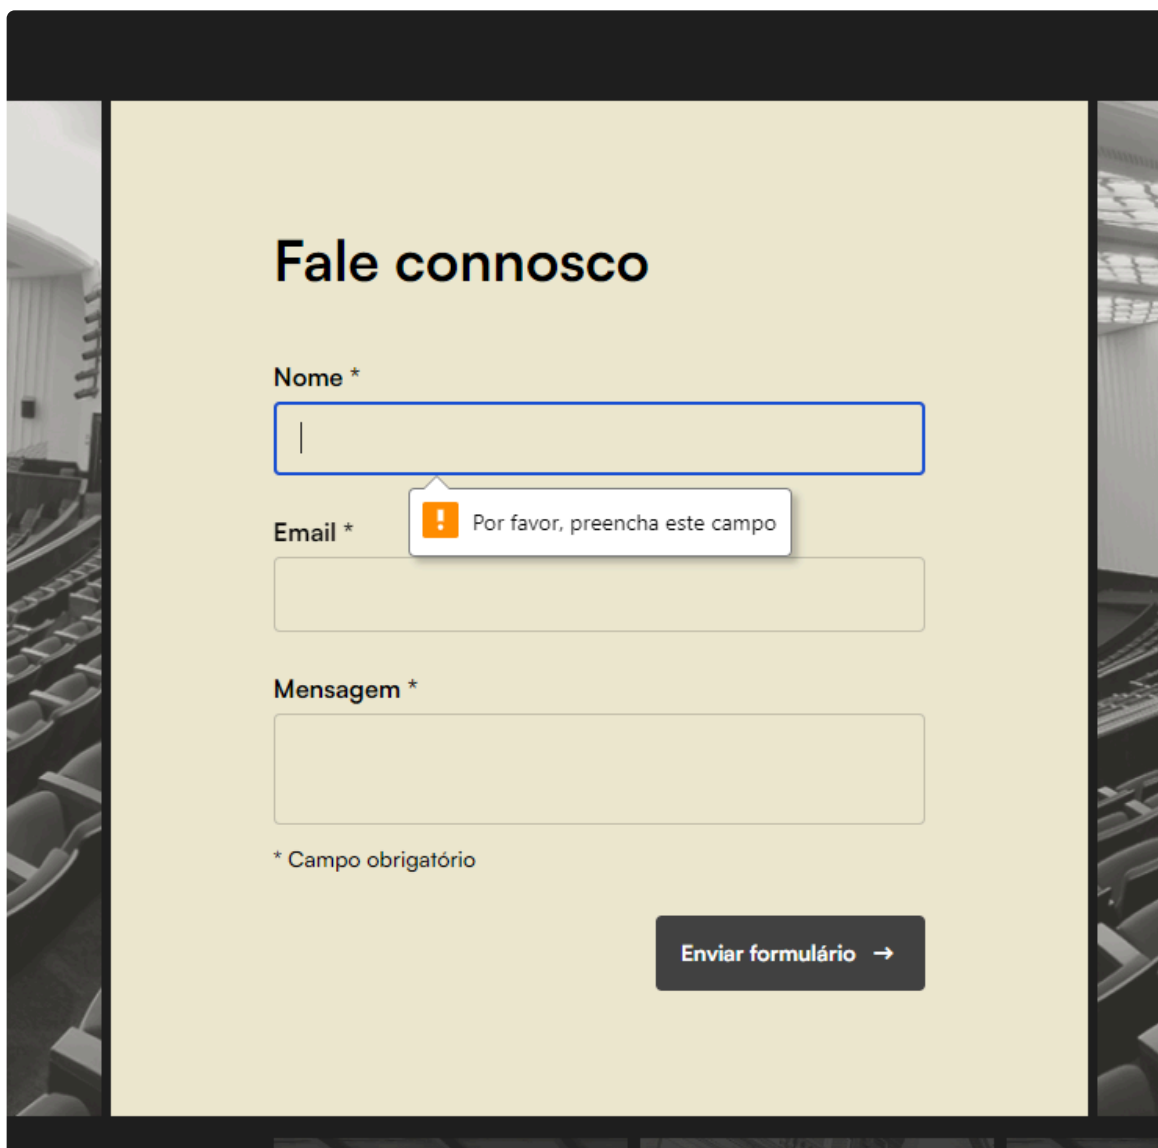 Fale connosco
Nome *
Por favor, preencha este campo
Email *
Mensagem *
* Campo obrigatório
Enviar formulário →